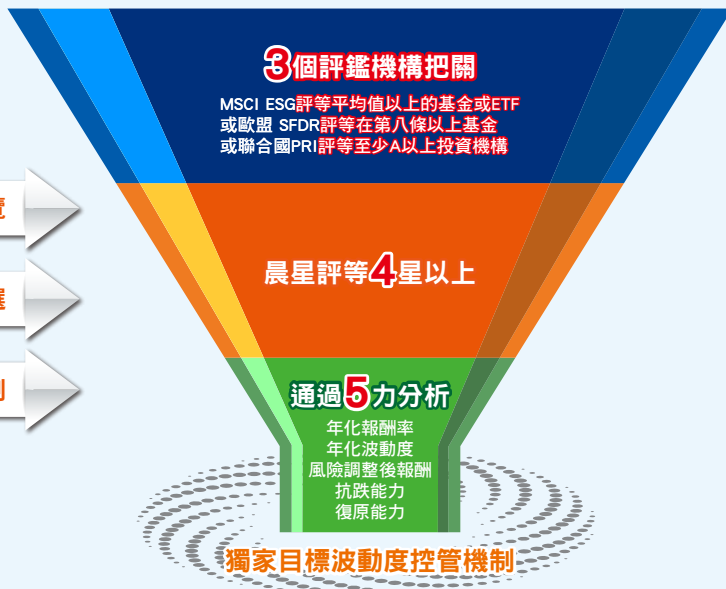 3個評鑑機構把關
MSCI ESG評等平均值以上的基金或ETF
或歐盟 SFDR評等在第八條以上基金
或聯合國PRI評等至少A以上投資機構
晨星評等4星以上
通過5力分析
年化報酬率
年化波動度
風險調整後報酬
抗跌能力
復原能力
獨家目標波動度控管機制